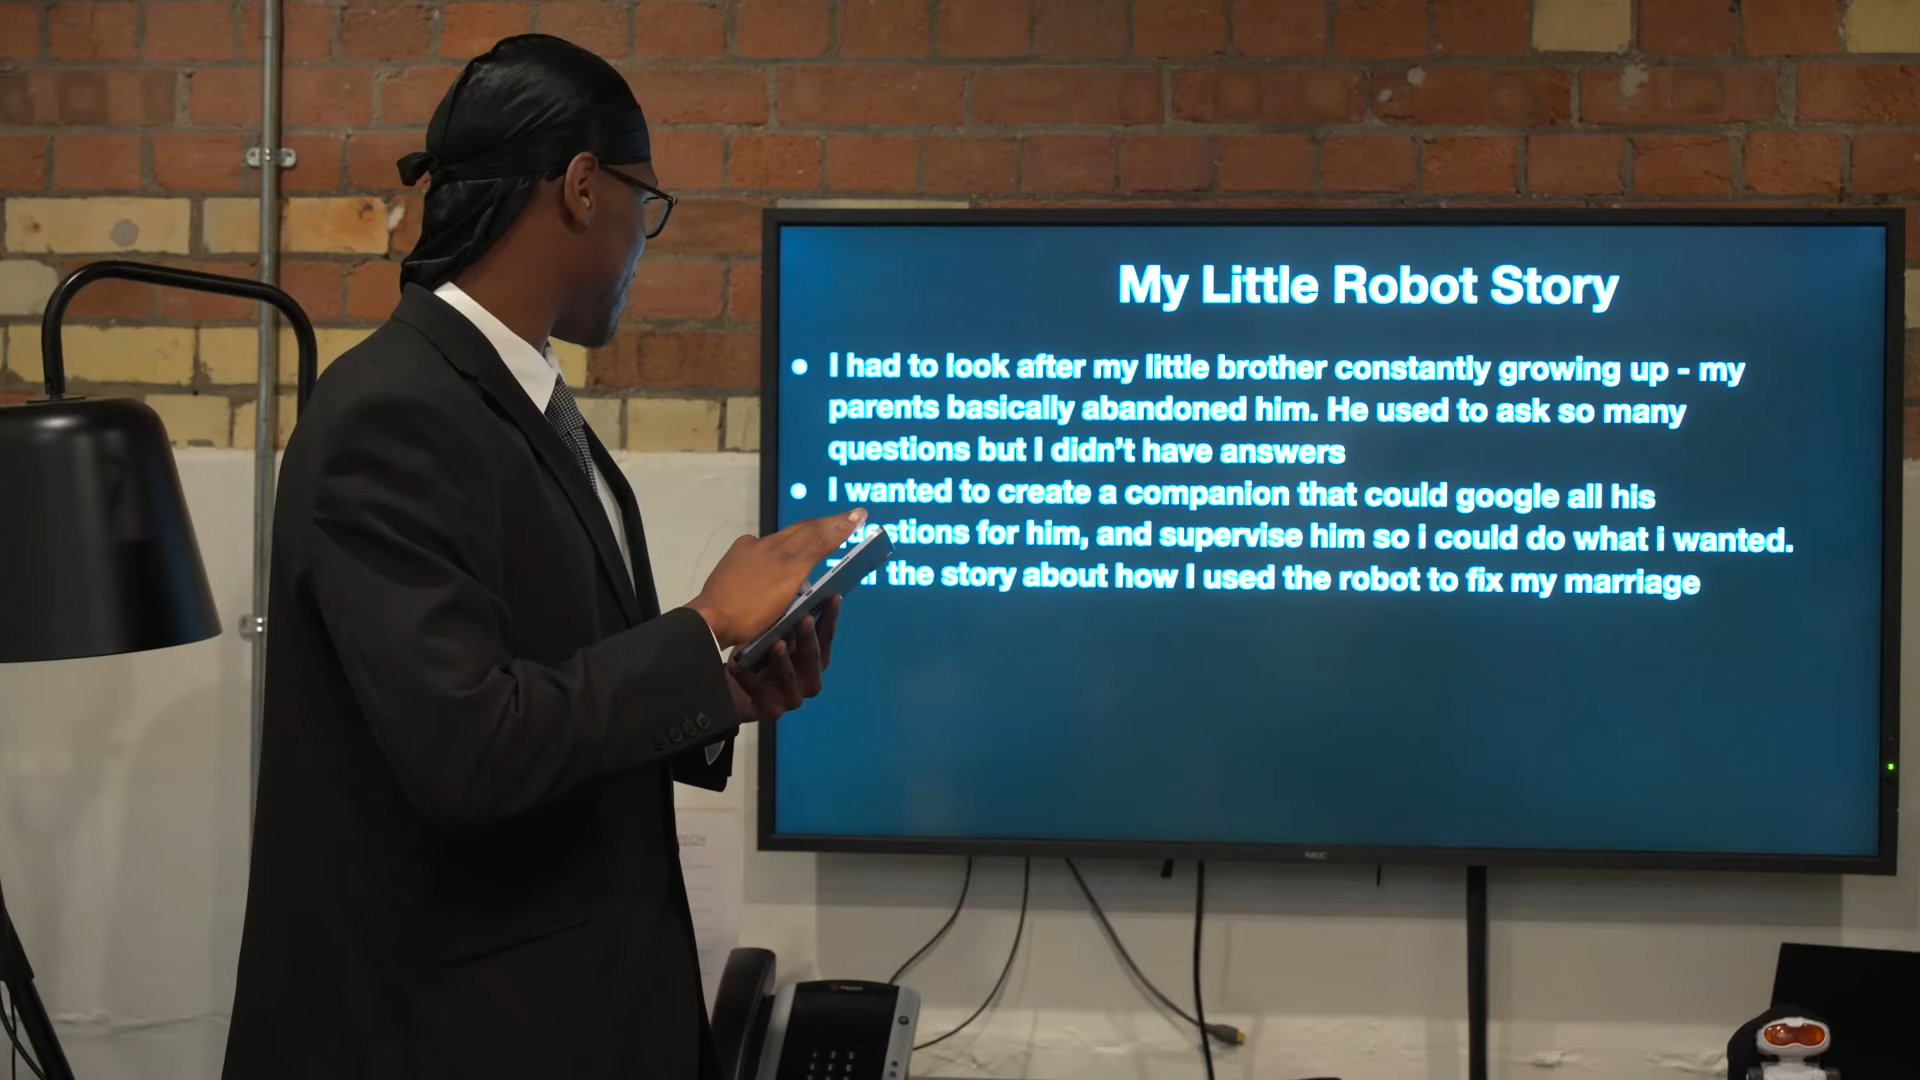 My Little Robot Story
● I had to look after my little brother constantly growing up - my
parents basically abandoned him. He used to ask so many
questions but I didn't have answers
● I wanted to create a companion that could google all his
questions for him, and supervise him so i could do what i wanted.
the story about how I used the robot to fix my marriage
NEC